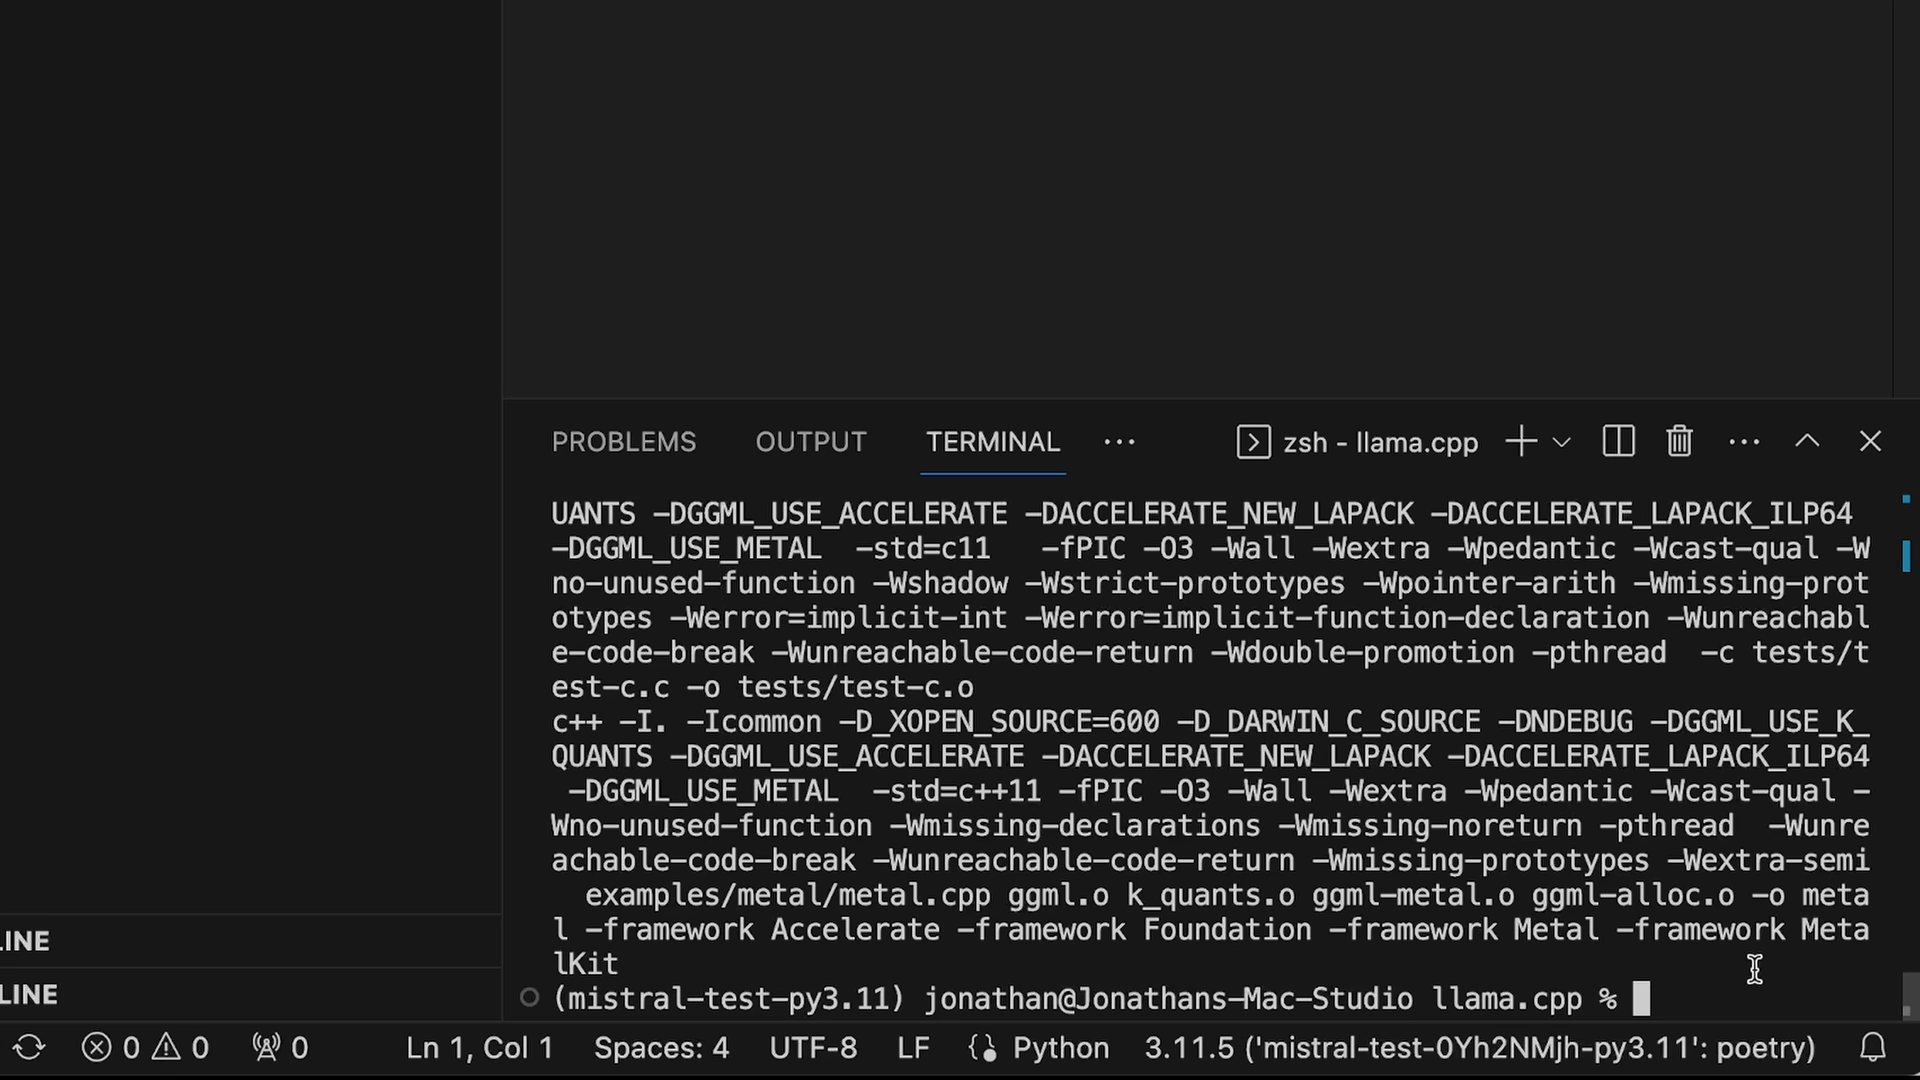 PROBLEMS OUTPUT TERMINAL ··· zsh - llama.cpp
UANTS -DGGML_USE_ACCELERATE -DACCELERATE_NEW_LAPACK -DACCELERATE_LAPACK_ILP64
-DGGML_USE_METAL  -std=c11   -fPIC -O3 -Wall -Wextra -Wpedantic -Wcast-qual -W
no-unused-function -Wshadow -Wstrict-prototypes -Wpointer-arith -Wmissing-prot
otypes -Werror=implicit-int -Werror=implicit-function-declaration -Wunreachabl
e-code-break -Wunreachable-code-return -Wdouble-promotion -pthread  -c tests/t
est-c.c -o tests/test-c.o
c++ -I. -Icommon -D_XOPEN_SOURCE=600 -D_DARWIN_C_SOURCE -DNDEBUG -DGGML_USE_K_
QUANTS -DGGML_USE_ACCELERATE -DACCELERATE_NEW_LAPACK -DACCELERATE_LAPACK_ILP64
 -DGGML_USE_METAL  -std=c++11 -fPIC -O3 -Wall -Wextra -Wpedantic -Wcast-qual -
Wno-unused-function -Wmissing-declarations -Wmissing-noreturn -pthread  -Wunre
achable-code-break -Wunreachable-code-return -Wmissing-prototypes -Wextra-semi
  examples/metal/metal.cpp ggml.o k_quants.o ggml-metal.o ggml-alloc.o -o meta
l -framework Accelerate -framework Foundation -framework Metal -framework Meta
lKit
(mistral-test-py3.11) jonathan@Jonathans-Mac-Studio llama.cpp %
LINE
LINE
0 0 0 Ln 1, Col 1 Spaces: 4 UTF-8 LF Python 3.11.5 ('mistral-test-0Yh2NMjh-py3.11': poetry)